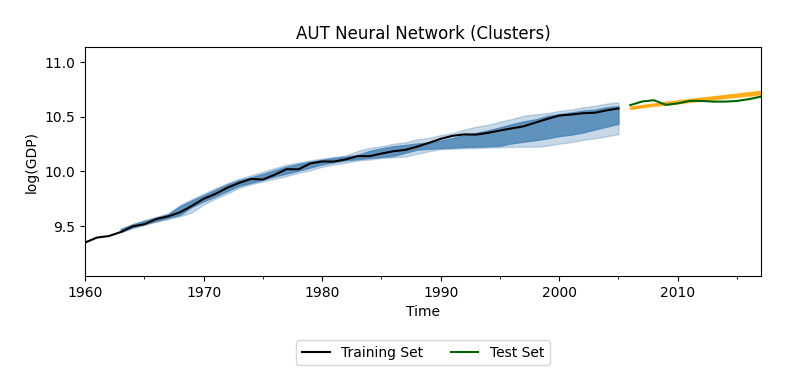 AUT Neural Network (Clusters)
log(GDP)
11.0
10.5
10.0
9.5
1960 1970 1980 1990 2000 2010
Time
Training Set Test Set